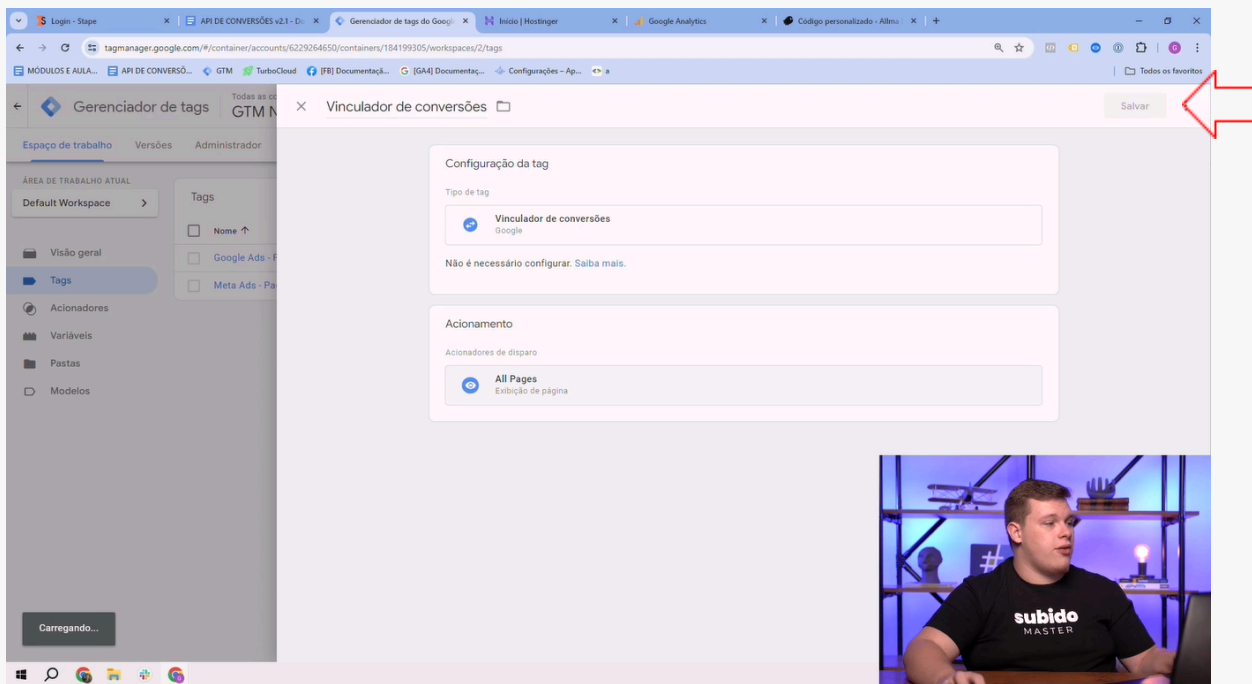 Login - Stape
API DE CONVERSÕES v2.1 - Do
Gerenciador de tags do Googl
Início | Hostinger
Google Analytics
Código personalizado ‹ Allma
tagmanager.google.com/#/container/accounts/6229264650/containers/184199305/workspaces/2/tags
MÓDULOS E AULA...
API DE CONVERSÕ...
GTM
TurboCloud
[FB] Documentaçã...
[GA4] Documentaç...
Configurações – Ap...
a
Todos os favoritos
Gerenciador de tags
Todas as co
GTM N
Vinculador de conversões
Salvar
Espaço de trabalho
Versões
Administrador
ÁREA DE TRABALHO ATUAL
Default Workspace
Visão geral
Tags
Acionadores
Variáveis
Pastas
Modelos
Tags
Nome
Google Ads - F
Meta Ads - Pa
Configuração da tag
Tipo de tag
Vinculador de conversões
Google
Não é necessário configurar. Saiba mais.
Acionamento
Acionadores de disparo
All Pages
Exibição de página
Carregando...
subido
MASTER
#